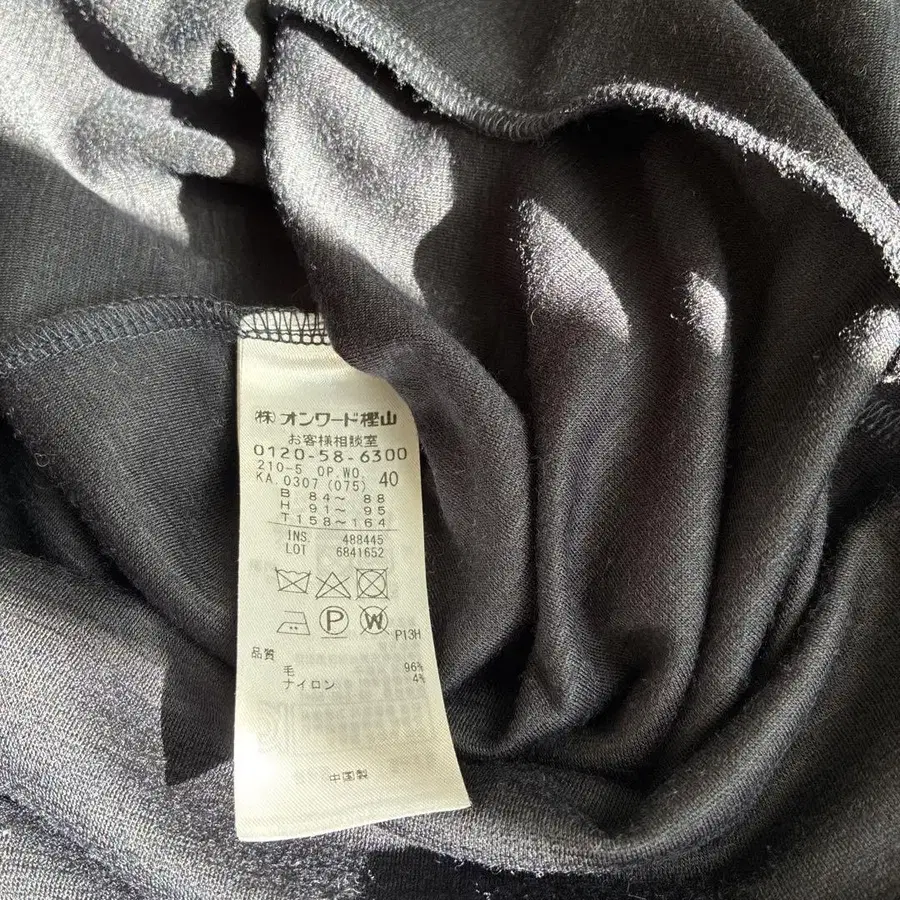 (株)オンワード樫山
お客様相談室
0120-58-6300
210-5 OP.WO.
KA.0307(075) 40
B 84～ 88
H 91～ 95
T 158～164
INS. 488445
LOT 6841652
P W P13H
品質
毛 96%
ナイロン 4%
中国製